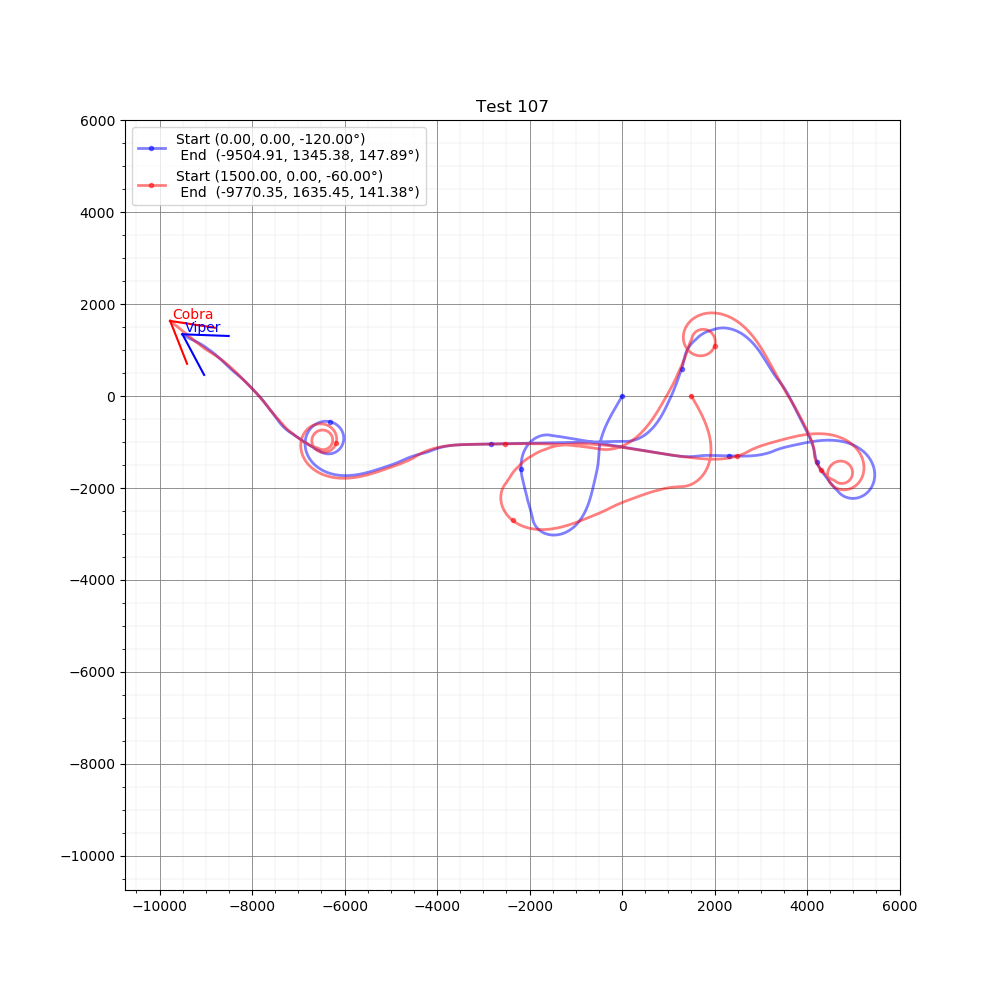 Test 107
Start (0.00, 0.00, -120.00°)
End (-9504.91, 1345.38, 147.89°)
Start (1500.00, 0.00, -60.00°)
End (-9770.35, 1635.45, 141.38°)
6000
4000
2000
0
−2000
−4000
−6000
−8000
−10000
Cobra
Viper
−10000 −8000 −6000 −4000 −2000 0 2000 4000 6000